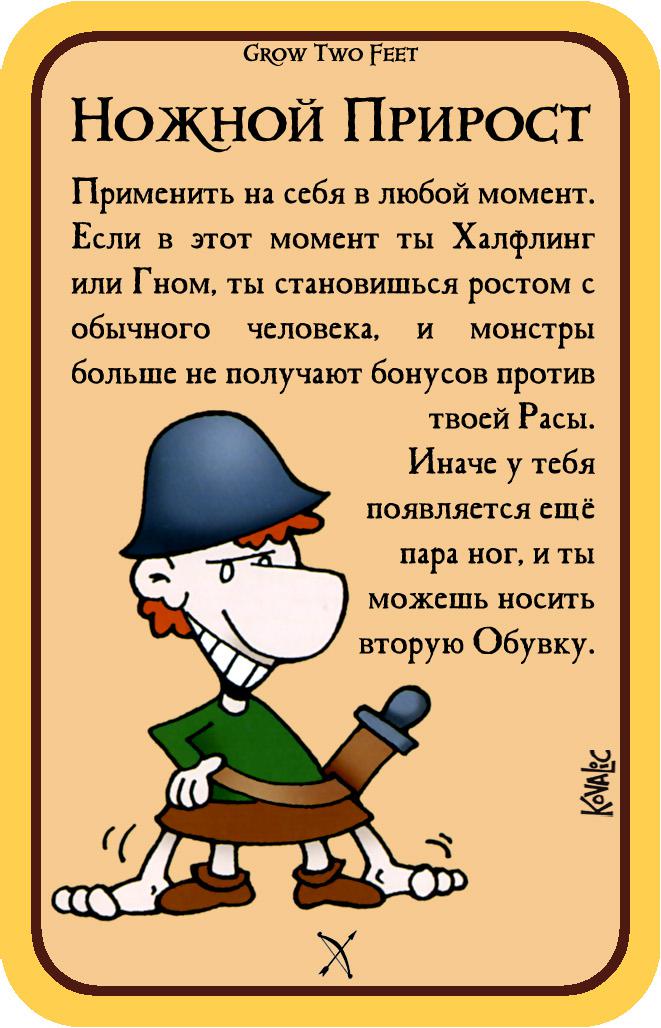 Grow Two Feet
Ножной Прирост
Применить на себя в любой момент.
Если в этот момент ты Халфлинг
или Гном, ты становишься ростом с
обычного человека, и монстры
больше не получают бонусов против
твоей Расы.
Иначе у тебя
появляется ещё
пара ног, и ты
можешь носить
вторую Обувку.
Kovalic